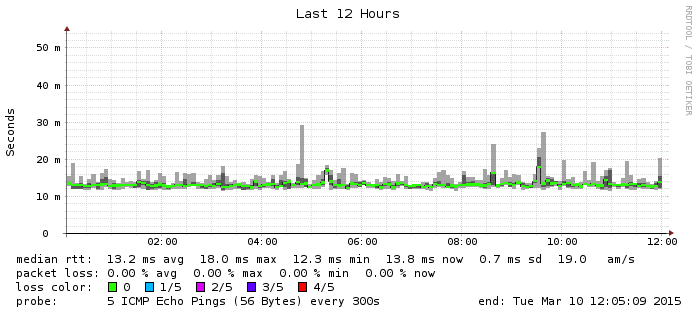 Last 12 Hours
RRDTOOL / TOBI OETIKER
Seconds
50 m
40 m
30 m
20 m
10 m
0
02:00 04:00 06:00 08:00 10:00 12:00
median rtt: 13.2 ms avg 18.0 ms max 12.3 ms min 13.8 ms now 0.7 ms sd 19.0 am/s
packet loss: 0.00 % avg 0.00 % max 0.00 % min 0.00 % now
loss color: 0 1/5 2/5 3/5 4/5
probe: 5 ICMP Echo Pings (56 Bytes) every 300s end: Tue Mar 10 12:05:09 2015